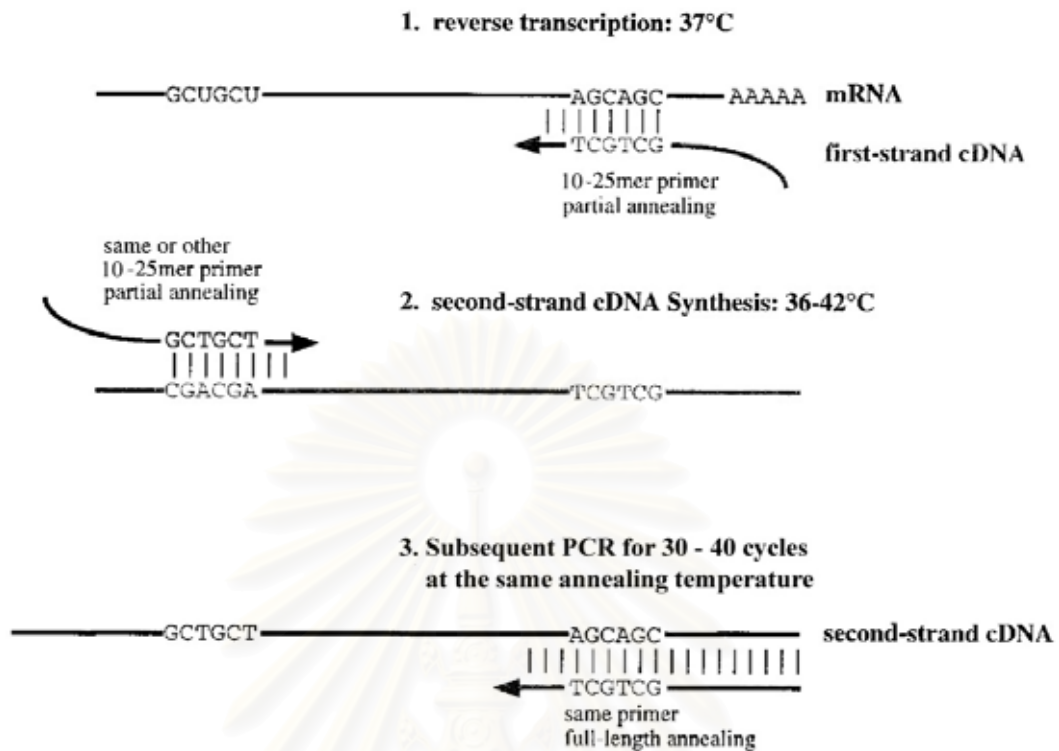 1. reverse transcription: 37°C
GCUGCU AGCAGC AAAAA mRNA
TCGTCG first-strand cDNA
10-25mer primer
partial annealing
same or other
10-25mer primer
partial annealing
2. second-strand cDNA Synthesis: 36-42°C
GCTGCT
CGACGA TCGTCG
3. Subsequent PCR for 30 - 40 cycles
at the same annealing temperature
GCTGCT AGCAGC second-strand cDNA
TCGTCG
same primer
full-length annealing